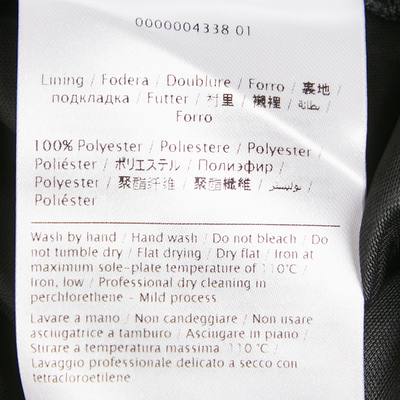 0000004338 01
Lining / Fodera / Doublure / Forro / 裏地 /
подкладка / Futter / 衬里 / 襯裡 / بطانة /
Forro
100% Polyester / Poliestere / Polyester /
Poliéster / ポリエステル / Полиэфир /
Polyester / 聚酯纤维 / 聚酯纖維 / بوليستر /
Poliéster
Wash by hand / Hand wash / Do not bleach / Do
not tumble dry / Flat drying / Dry flat / Iron at
maximum sole-plate temperature of 110°C /
Iron, low / Professional dry cleaning in
perchlorethene - Mild process
Lavare a mano / Non candeggiare / Non usare
asciugatrice a tamburo / Asciugare in piano /
Stirare a temperatura massima 110°C /
Lavaggio professionale delicato a secco con
tetracloroetilene